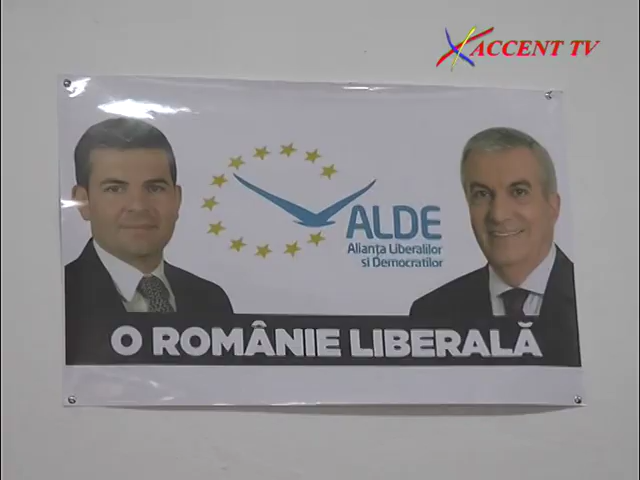 ACCENT TV
ALDE
Alianța Liberalilor
și Democraților
O ROMÂNIE LIBERALĂ